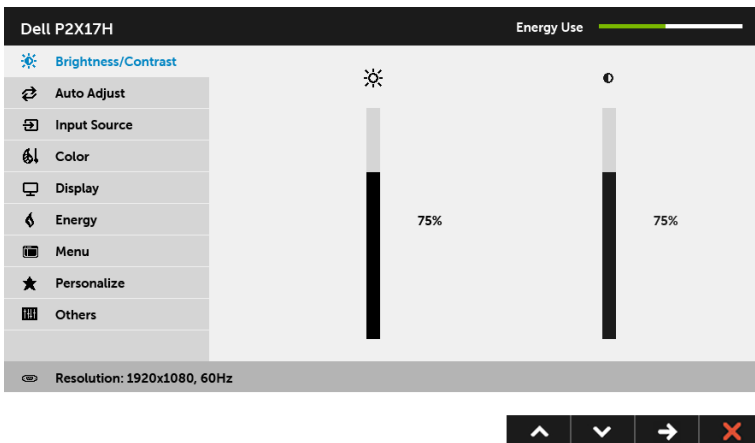 Dell P2X17H
Energy Use
Brightness/Contrast
Auto Adjust
Input Source
Color
Display
75%
75%
Energy
Menu
Personalize
Others
Resolution: 1920x1080, 60Hz